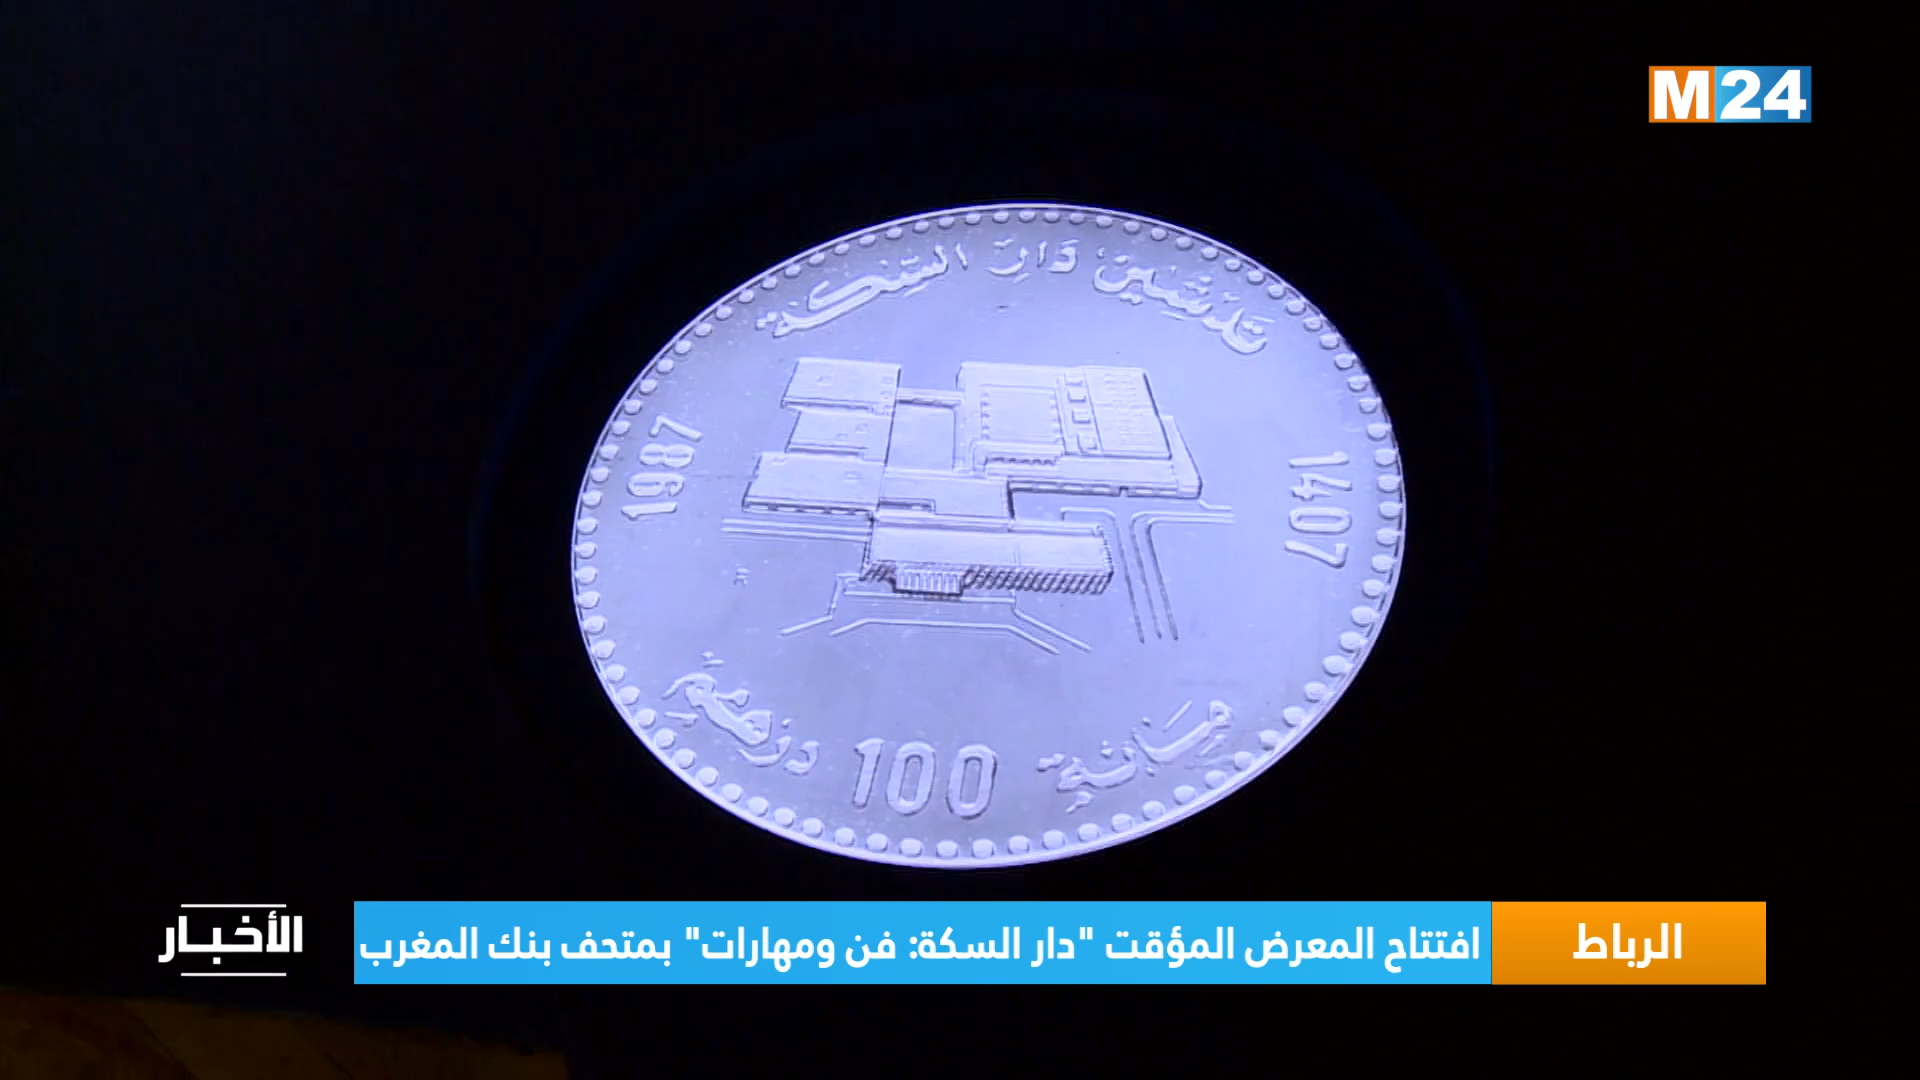 M24
تدشين دار السكة
1987
1407
مائة 100 درهم
الرباط
افتتاح المعرض المؤقت "دار السكة: فن ومهارات" بمتحف بنك المغرب
الأخبار